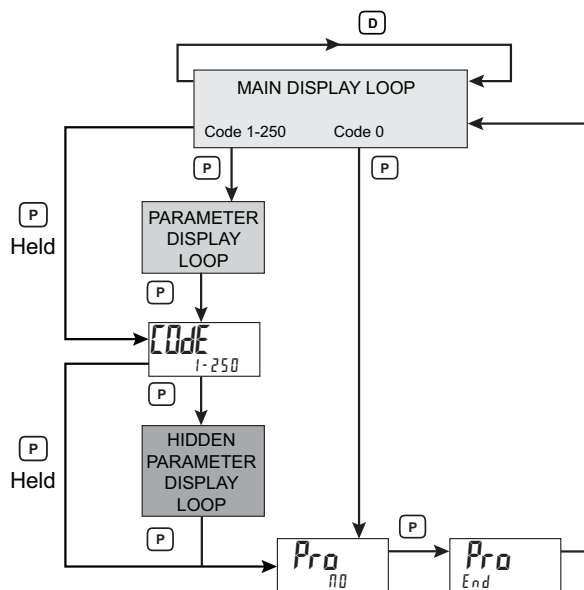 D
MAIN DISPLAY LOOP
Code 1-250 Code 0
P P
P
Held
PARAMETER
DISPLAY
LOOP
P
COdE
1-250
P
P
Held
HIDDEN
PARAMETER
DISPLAY
LOOP
P
P
Pro
NO
Pro
End